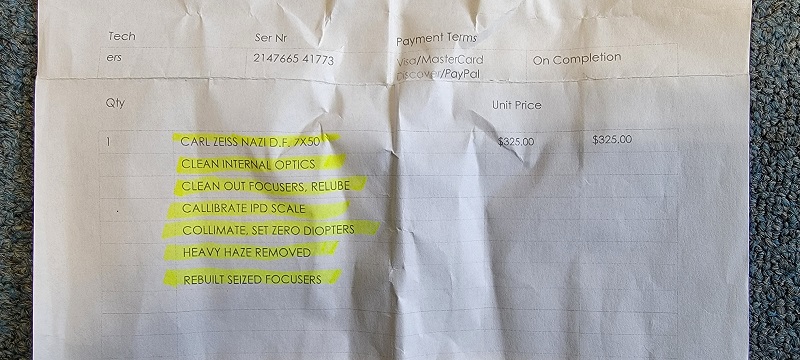 Tech Ser Nr Payment Terms
ers 2147665 41773 Visa/MasterCard On Completion
Discover/PayPal
Qty Unit Price
1 CARL ZEISS NAZI D.F. 7X50 $325.00 $325.00
CLEAN INTERNAL OPTICS
CLEAN OUT FOCUSERS, RELUBE
CALLIBRATE IPD SCALE
COLLIMATE, SET ZERO DIOPTERS
HEAVY HAZE REMOVED
REBUILT SEIZED FOCUSERS